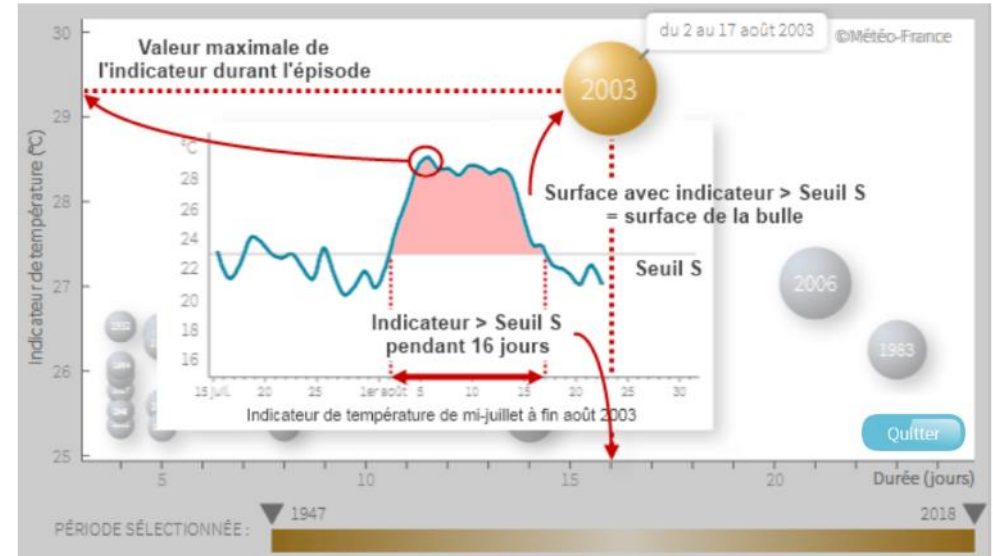 30
29
28
27
26
25
Indicateur de température (°C)
Valeur maximale de
l'indicateur durant l'épisode
du 2 au 17 août 2003
©Météo-France
2003
°C
28
26
24
22
20
18
16
Surface avec indicateur > Seuil S
= surface de la bulle
Seuil S
Indicateur > Seuil S
pendant 16 jours
15 juil.
20
25
1er août
5
10
15
20
25
30
Indicateur de température de mi-juillet à fin août 2003
2006
1983
Quitter
5
10
15
20
Durée (jours)
PÉRIODE SÉLECTIONNÉE :
1947
2018